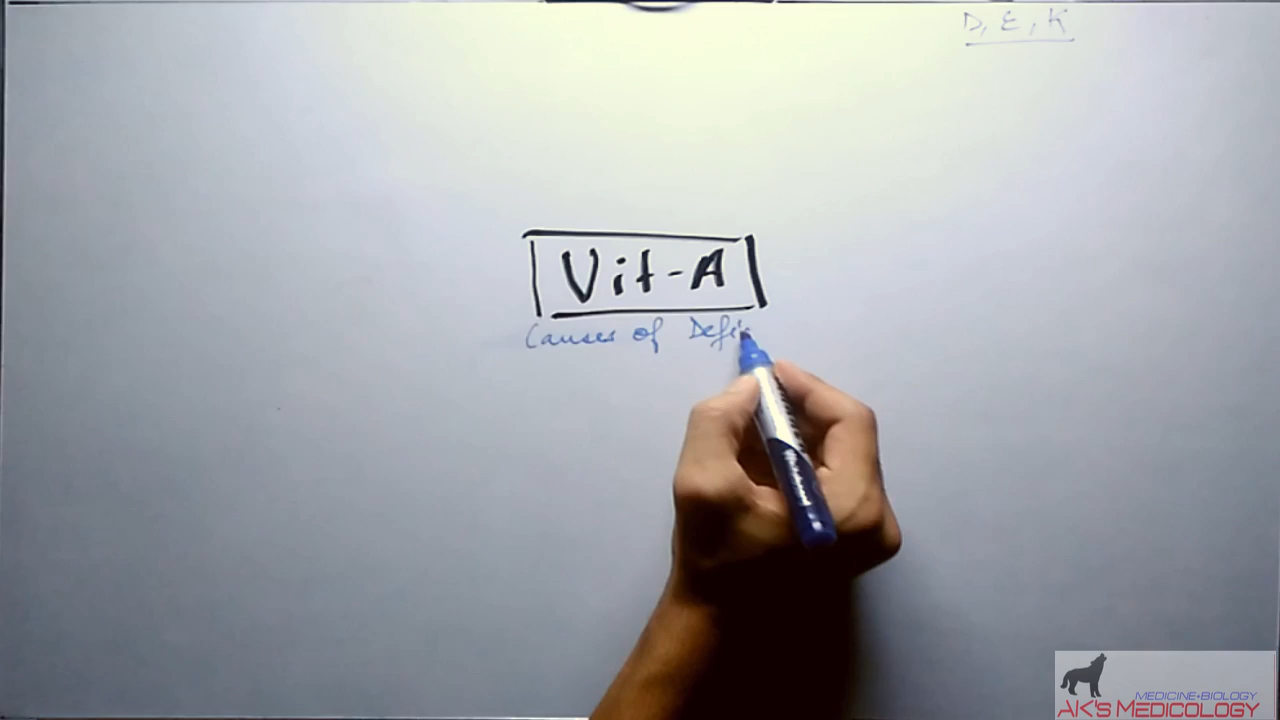 D, E, K
Vit-A
Causes of Defi
MEDICINE+BIOLOGY
AK'S MEDICOLOGY